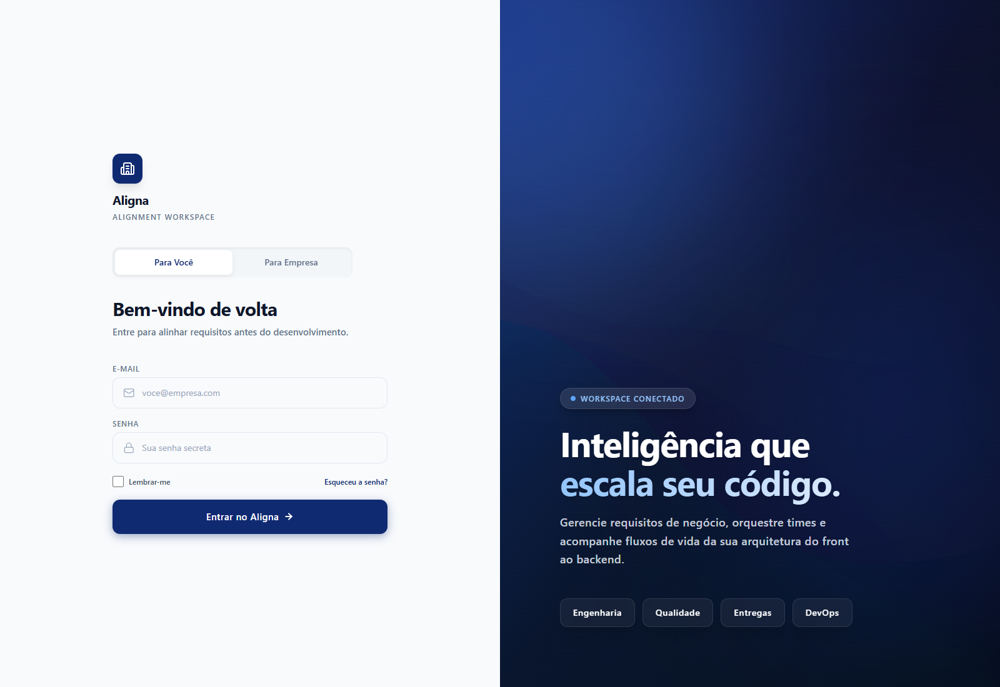 Aligna
ALIGNMENT WORKSPACE
Para Você
Para Empresa
Bem-vindo de volta
Entre para alinhar requisitos antes do desenvolvimento.
E-MAIL
voce@empresa.com
SENHA
Sua senha secreta
Lembrar-me
Esqueceu a senha?
Entrar no Aligna →
WORKSPACE CONECTADO
Inteligência que
escala seu código.
Gerencie requisitos de negócio, orquestre times e
acompanhe fluxos de vida da sua arquitetura do front
ao backend.
Engenharia
Qualidade
Entregas
DevOps